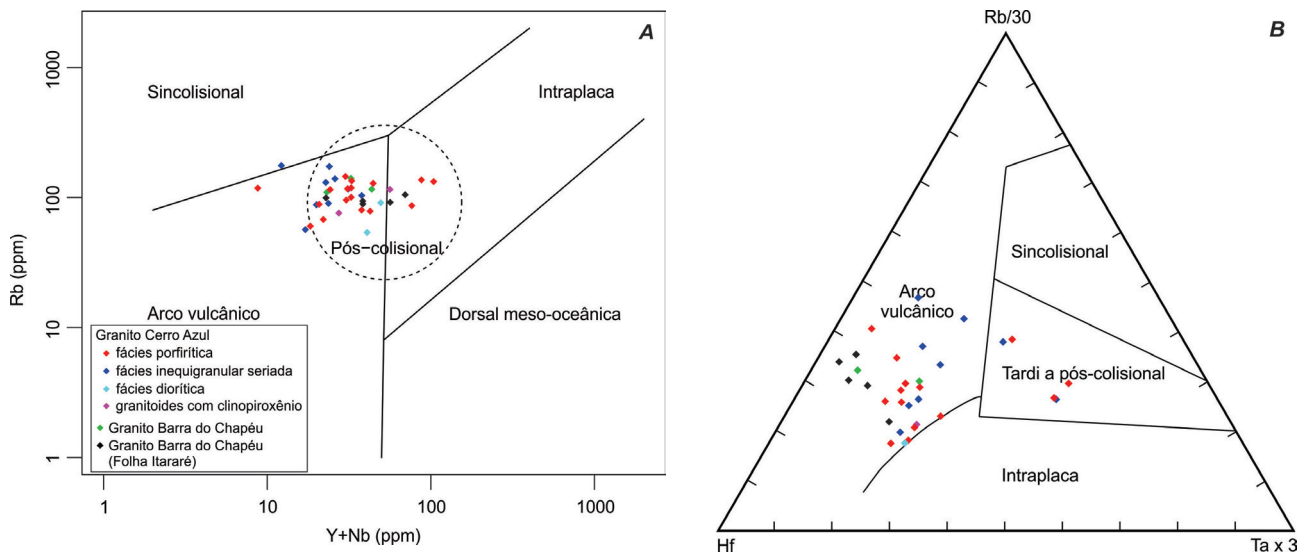 A
Sincolisional
Intraplaca
Pós-colisional
Arco vulcânico
Dorsal meso-oceânica
Granito Cerro Azul
fácies porfirítica
fácies inequigranular seriada
fácies diorítica
granitoides com clinopiroxênio
Granito Barra do Chapéu
Granito Barra do Chapéu
(Folha Itararé)
Rb (ppm)
1000
100
10
1
1
10
100
1000
Y+Nb (ppm)
B
Rb/30
Sincolisional
Arco
vulcânico
Tardi a pós-colisional
Intraplaca
Hf
Ta x 3